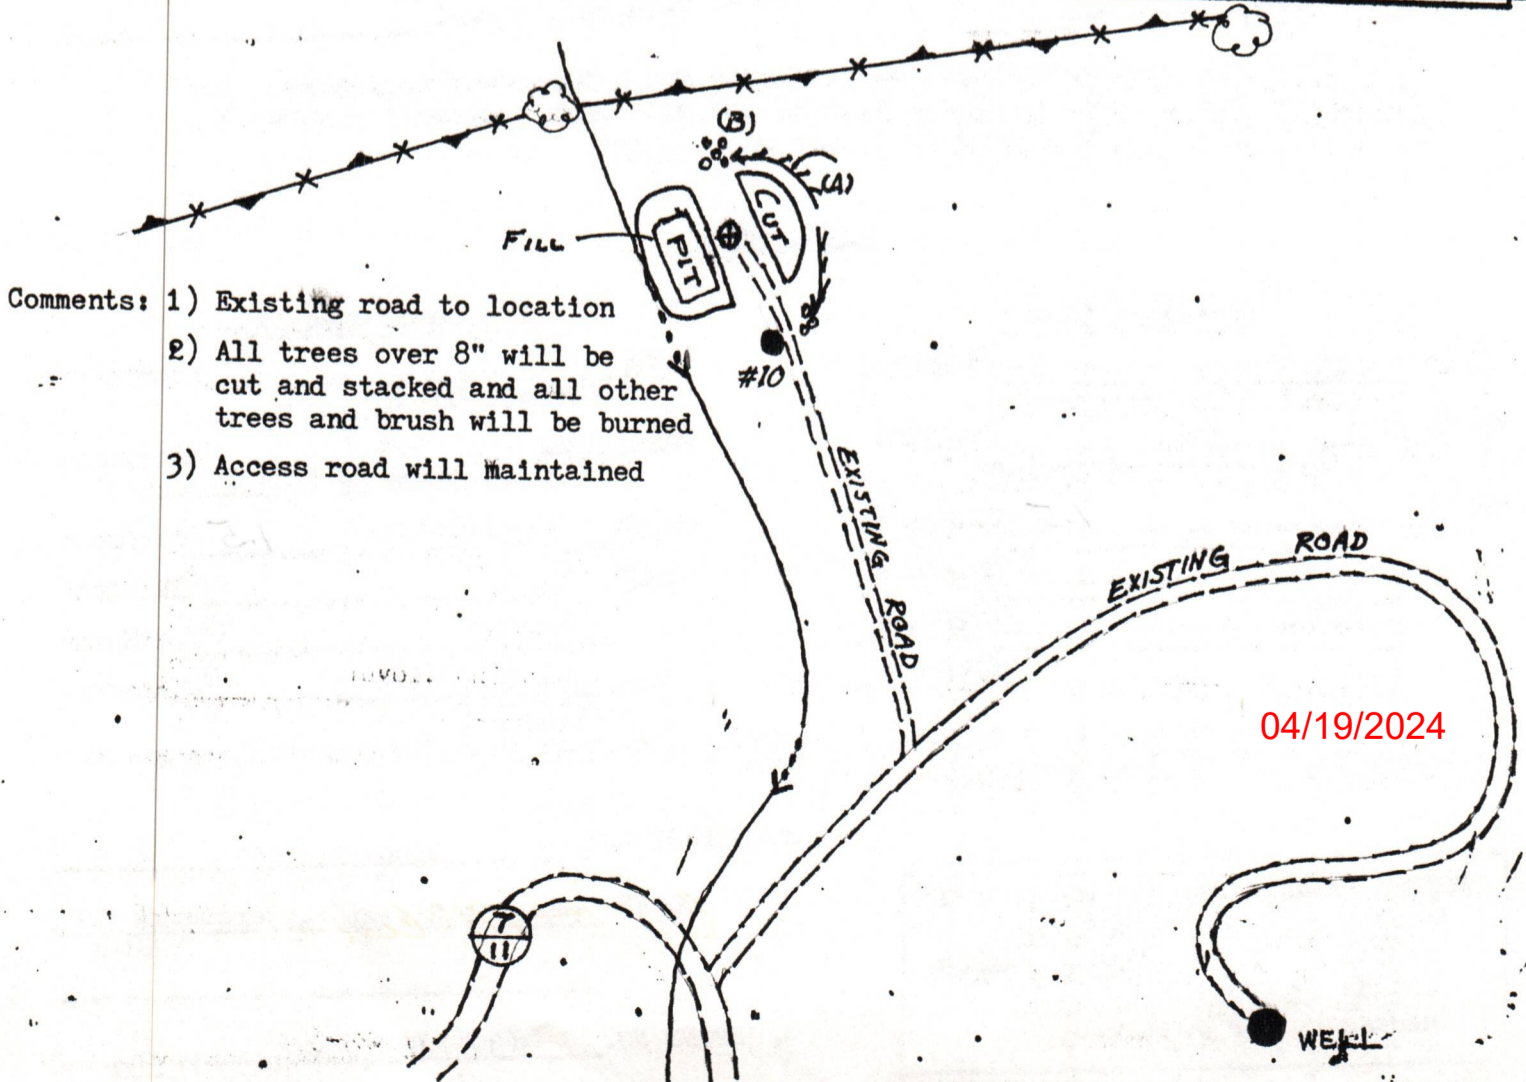 (B)
(A)
CUT
FILL
PIT
Comments: 1) Existing road to location
2) All trees over 8" will be
cut and stacked and all other
trees and brush will be burned
#10
3) Access road will maintained
EXISTING ROAD
EXISTING ROAD
04/19/2024
7
11
WELL